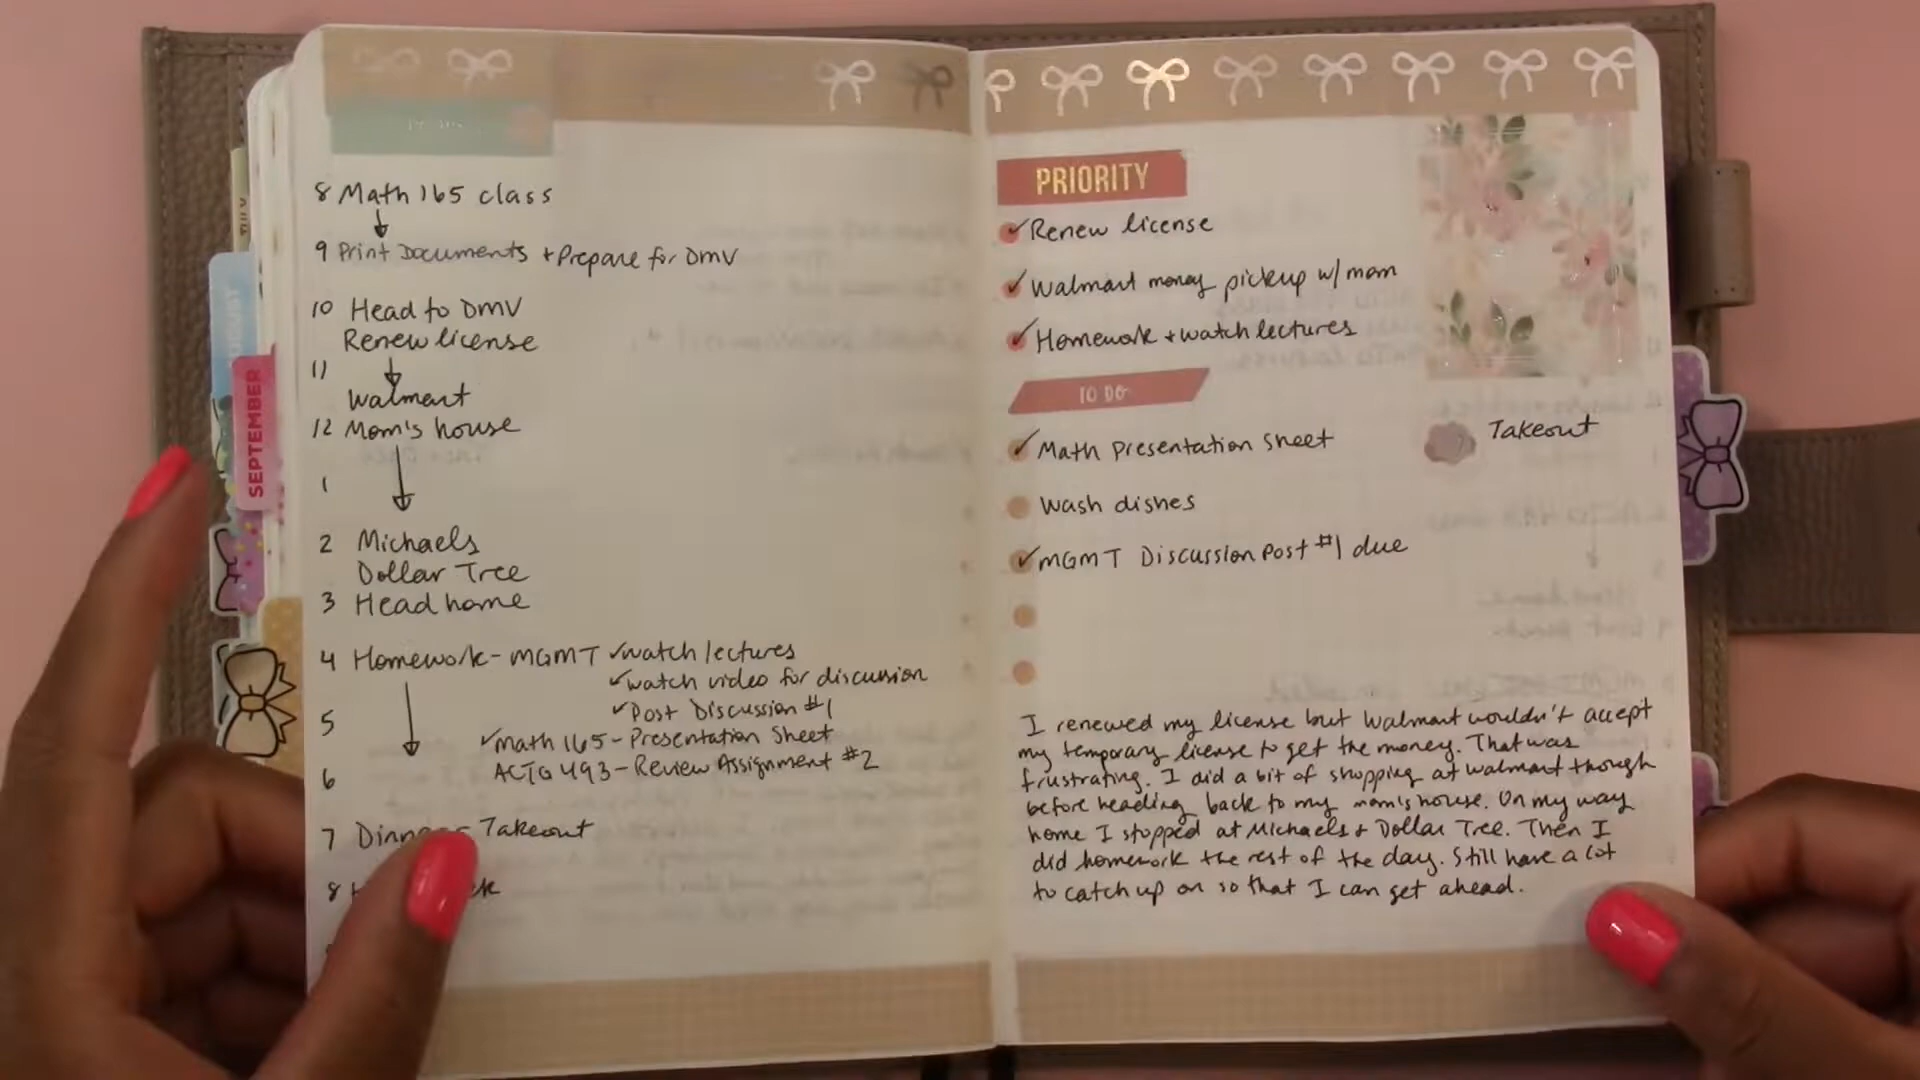 8 Math 165 class
9 Print Documents + Prepare for DMV
10 Head to DMV
Renew license
11
Walmart
12 Mom's house
1
2 Michaels
Dollar Tree
3 Head home
4 Homework - MGMT ✓watch lectures
✓watch video for discussion
✓Post Discussion #1
5
✓Math 165 - Presentation Sheet
ACTG 493 - Review Assignment #2
6
7 Takeout
8
SEPTEMBER
PRIORITY
✓Renew license
✓Walmart money pickup w/ mom
✓Homework + watch lectures
TO DO
✓Math Presentation Sheet
Takeout
Wash dishes
✓MGMT Discussion Post #1 due
I renewed my license but Walmart wouldn't accept
my temporary license to get the money. That was
frustrating. I did a bit of shopping at Walmart though
before heading back to my mom's house. On my way
home I stopped at Michaels + Dollar Tree. Then I
did homework the rest of the day. Still have a lot
to catch up on so that I can get ahead.